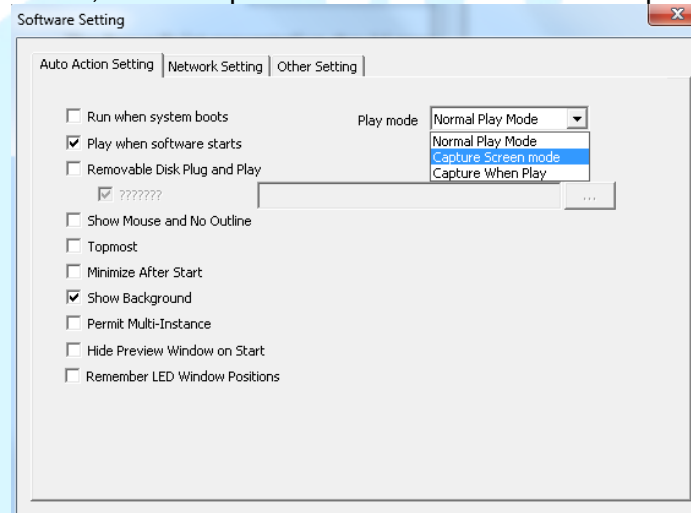 Software Setting
Auto Action Setting Network Setting Other Setting
Run when system boots
Play mode Normal Play Mode
Play when software starts
Normal Play Mode
Capture Screen mode
Removable Disk Plug and Play
Capture When Play
???????
...
Show Mouse and No Outline
Topmost
Minimize After Start
Show Background
Permit Multi-Instance
Hide Preview Window on Start
Remember LED Window Positions